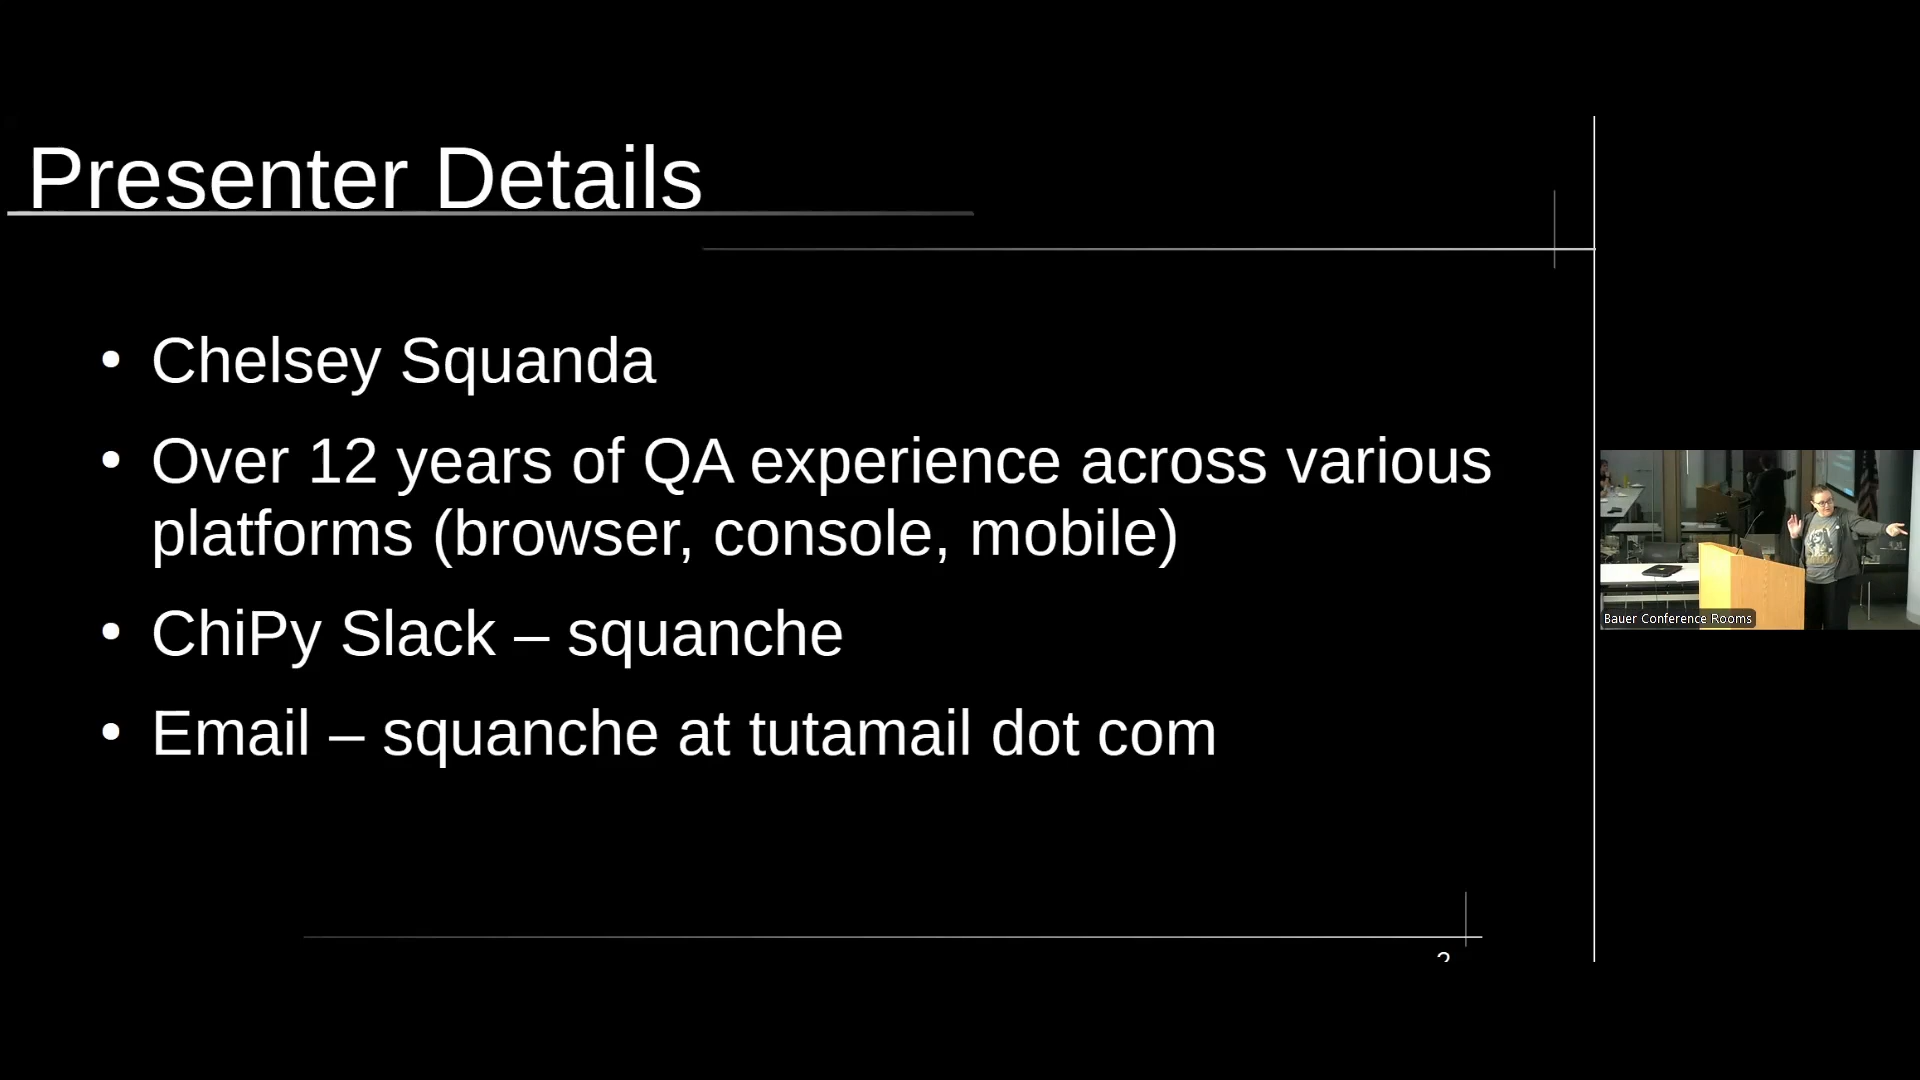 Presenter Details
• Chelsey Squanda
• Over 12 years of QA experience across various
platforms (browser, console, mobile)
• ChiPy Slack – squanche
• Email – squanche at tutamail dot com
Bauer Conference Rooms